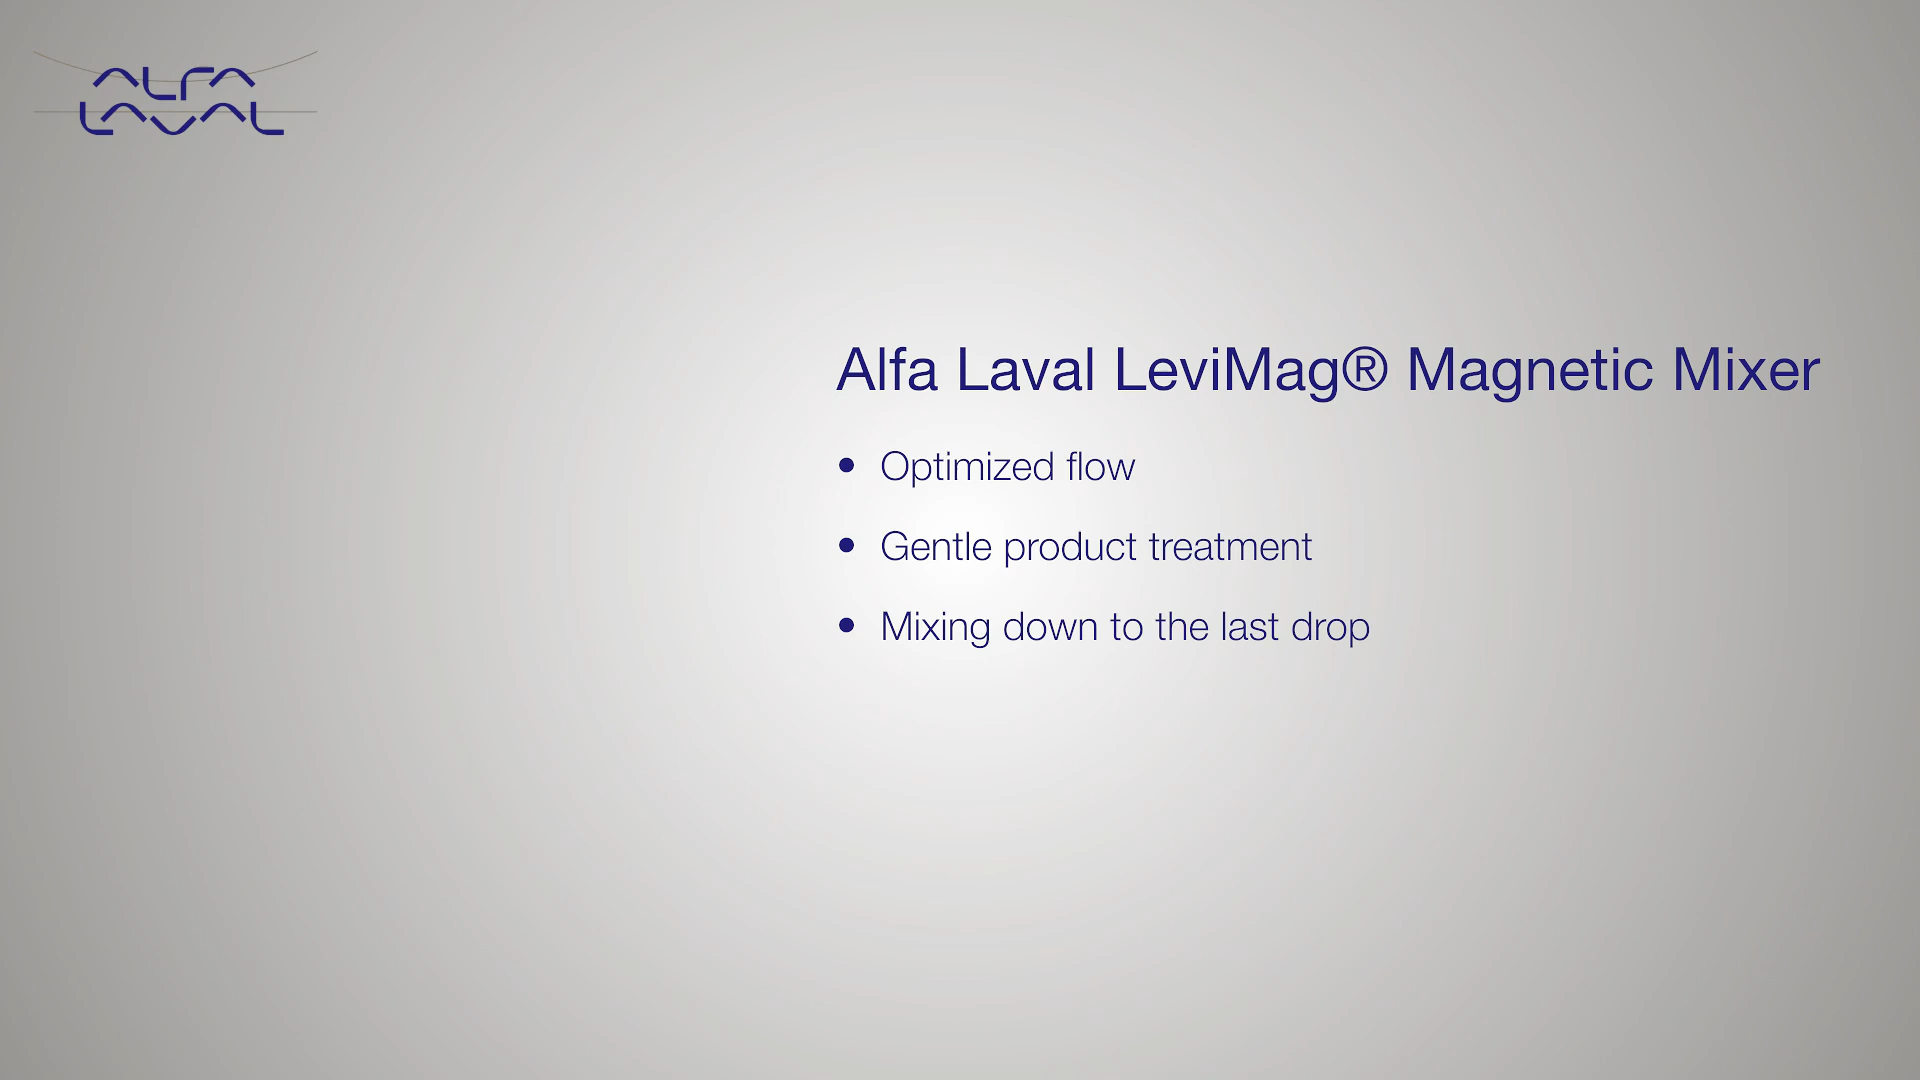 ALFA
LAVAL
Alfa Laval LeviMag® Magnetic Mixer
• Optimized flow
• Gentle product treatment
• Mixing down to the last drop